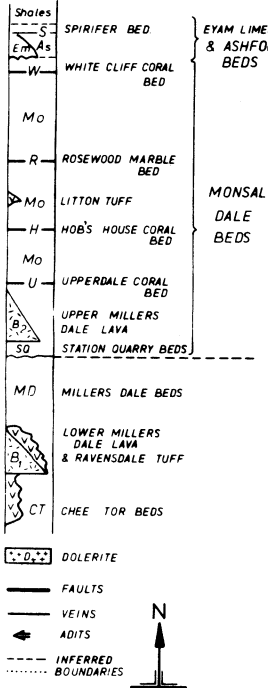 Shales
S SPIRIFER BED. EYAM LIME
Em As & ASHFO
BEDS
W WHITE CLIFF CORAL
BED
Mo
R ROSEWOOD MARBLE
BED
Mo LITTON TUFF MONSAL
H HOB'S HOUSE CORAL DALE
BED BEDS
Mo
U UPPERDALE CORAL
BED
B2 UPPER MILLERS
DALE LAVA
SQ STATION QUARRY BEDS
MD MILLERS DALE BEDS
LOWER MILLERS
DALE LAVA
B1 & RAVENSDALE TUFF
CT CHEE TOR BEDS
D DOLERITE
FAULTS
VEINS
N
ADITS
INFERRED
BOUNDARIES